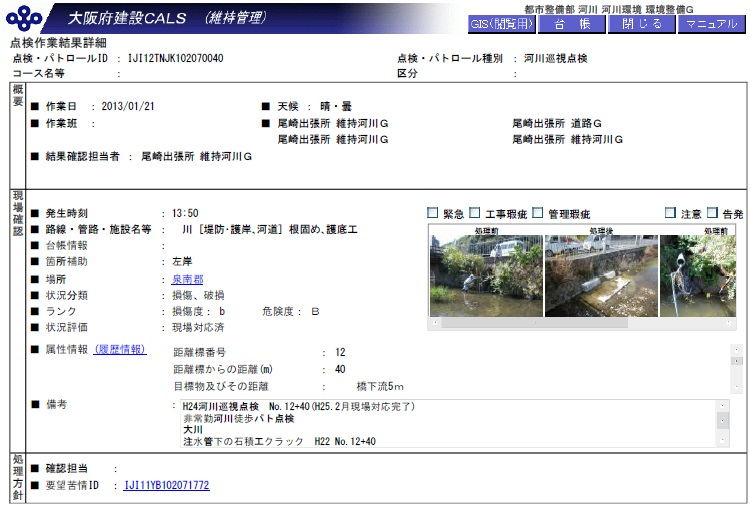 大阪府建設CALS (維持管理)
都市整備部 河川 河川環境 環境整備G
GIS(閲覧用) 台 帳 閉じる マニュアル
点検作業結果詳細
点検・パトロールID : IJI12TNJK102070040 点検・パトロール種別 : 河川巡視点検
コース名等 : 区分 :
概要
■ 作業日 : 2013/01/21 ■ 天候 : 晴・曇
■ 作業班 : ■ 尾崎出張所 維持河川G 尾崎出張所 道路G
尾崎出張所 維持河川G 尾崎出張所 維持河川G
■ 結果確認担当者 : 尾崎出張所 維持河川G
現場確認
■ 発生時刻 : 13:50 緊急 工事瑕疵 管理瑕疵 注意 告発
■ 路線・管路・施設名等 : 川 [堤防・護岸、河道] 根固め、護底工
処理前 処理後 処理前
■ 台帳情報 :
■ 箇所補助 : 左岸
■ 場所 : 泉南郡
■ 状況分類 : 損傷、破損
■ ランク : 損傷度: b 危険度: B
■ 状況評価 : 現場対応済
■ 属性情報 (履歴情報) 距離標番号 : 12
距離標からの距離(m) : 40
目標物及びその距離 : 橋下流5m
■ 備考 : H24河川巡視点検 No.12+40(H25.2月現場対応完了)
非常勤河川徒歩パト点検
大川
注水管下の石積エクラック H22 No.12+40
処理方針
■ 確認担当 :
■ 要望苦情ID : IJI11YB102071772